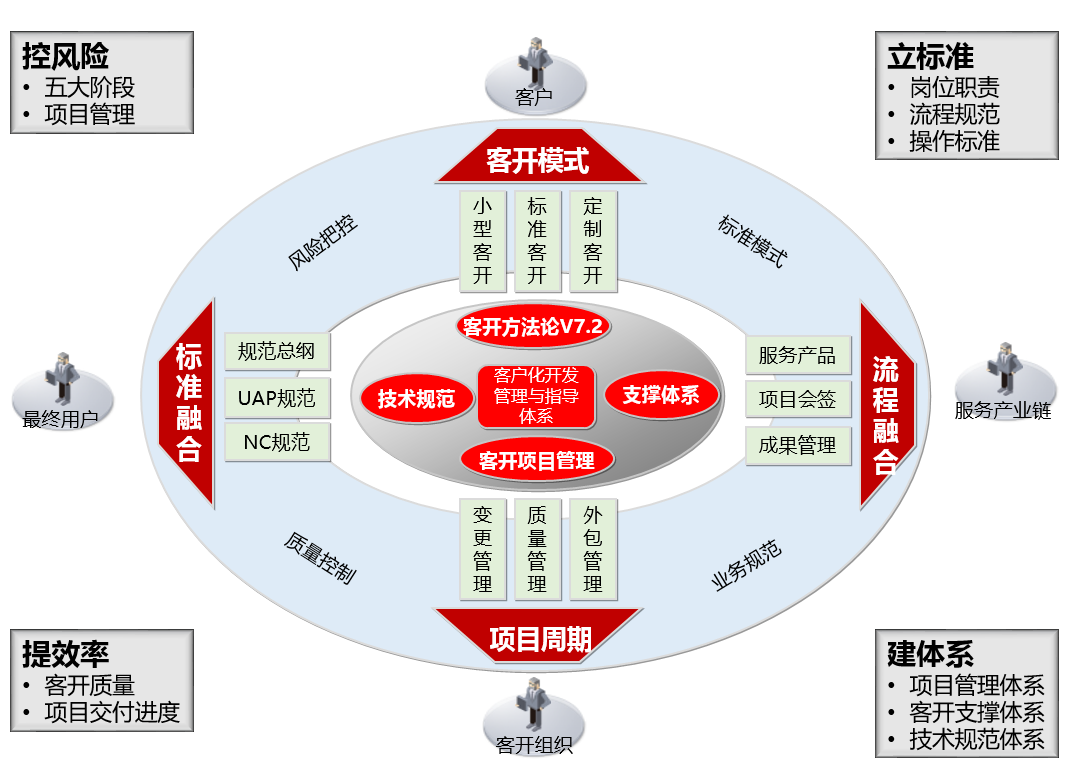 控风险
• 五大阶段
• 项目管理
客户
立标准
• 岗位职责
• 流程规范
• 操作标准
客开模式
小型客开
标准客开
定制客开
风险把控
标准模式
标准融合
规范总纲
UAP规范
NC规范
客开方法论V7.2
技术规范
客户化开发
管理与指导
体系
支撑体系
客开项目管理
服务产品
项目会签
成果管理
流程融合
最终用户
服务产业链
变更管理
质量管理
外包管理
质量控制
业务规范
项目周期
提效率
• 客开质量
• 项目交付进度
客开组织
建体系
• 项目管理体系
• 客开支撑体系
• 技术规范体系